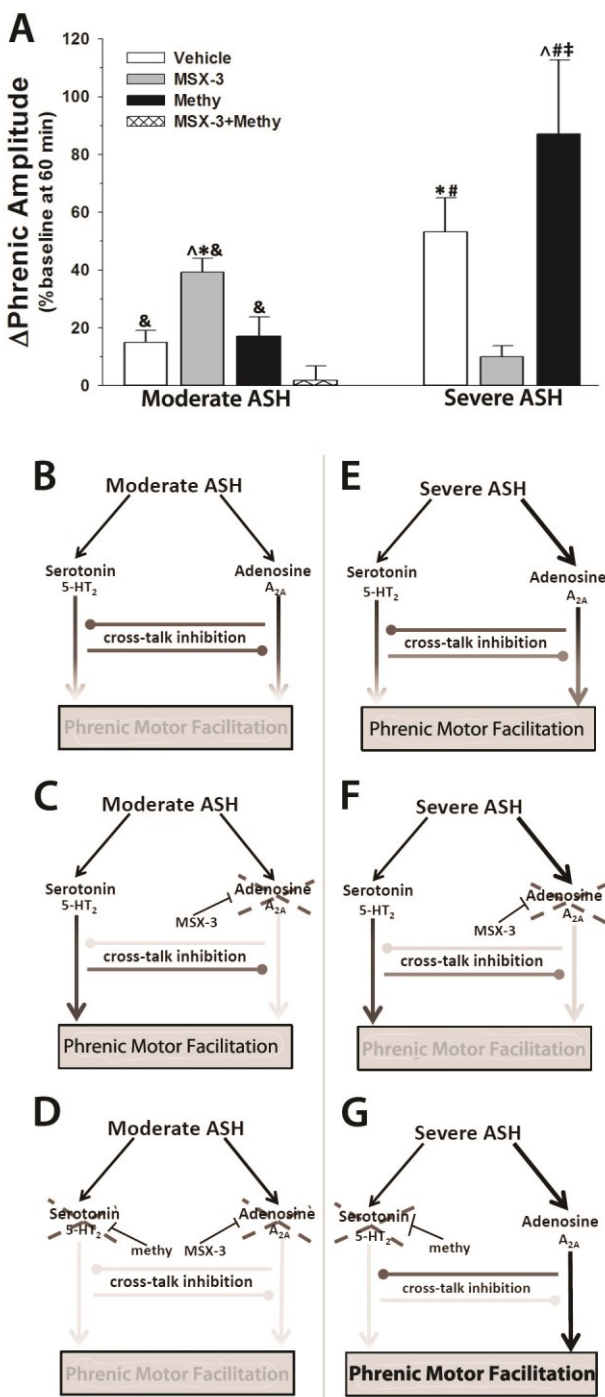 A
ΔPhrenic Amplitude
(%baseline at 60 min)
120
100
80
60
40
20
0
Vehicle
MSX-3
Methy
MSX-3+Methy
&
^*&
&
*#
^#‡
Moderate ASH
Severe ASH
B
Moderate ASH
Serotonin
5-HT2
Adenosine
A2A
cross-talk inhibition
Phrenic Motor Facilitation
E
Severe ASH
Serotonin
5-HT2
Adenosine
A2A
cross-talk inhibition
Phrenic Motor Facilitation
C
Moderate ASH
Serotonin
5-HT2
Adenosine
A2A
MSX-3
cross-talk inhibition
Phrenic Motor Facilitation
F
Severe ASH
Serotonin
5-HT2
Adenosine
A2A
MSX-3
cross-talk inhibition
Phrenic Motor Facilitation
D
Moderate ASH
Serotonin
5-HT2
Adenosine
A2A
methy
MSX-3
cross-talk inhibition
Phrenic Motor Facilitation
G
Severe ASH
Serotonin
5-HT2
Adenosine
A2A
methy
cross-talk inhibition
Phrenic Motor Facilitation